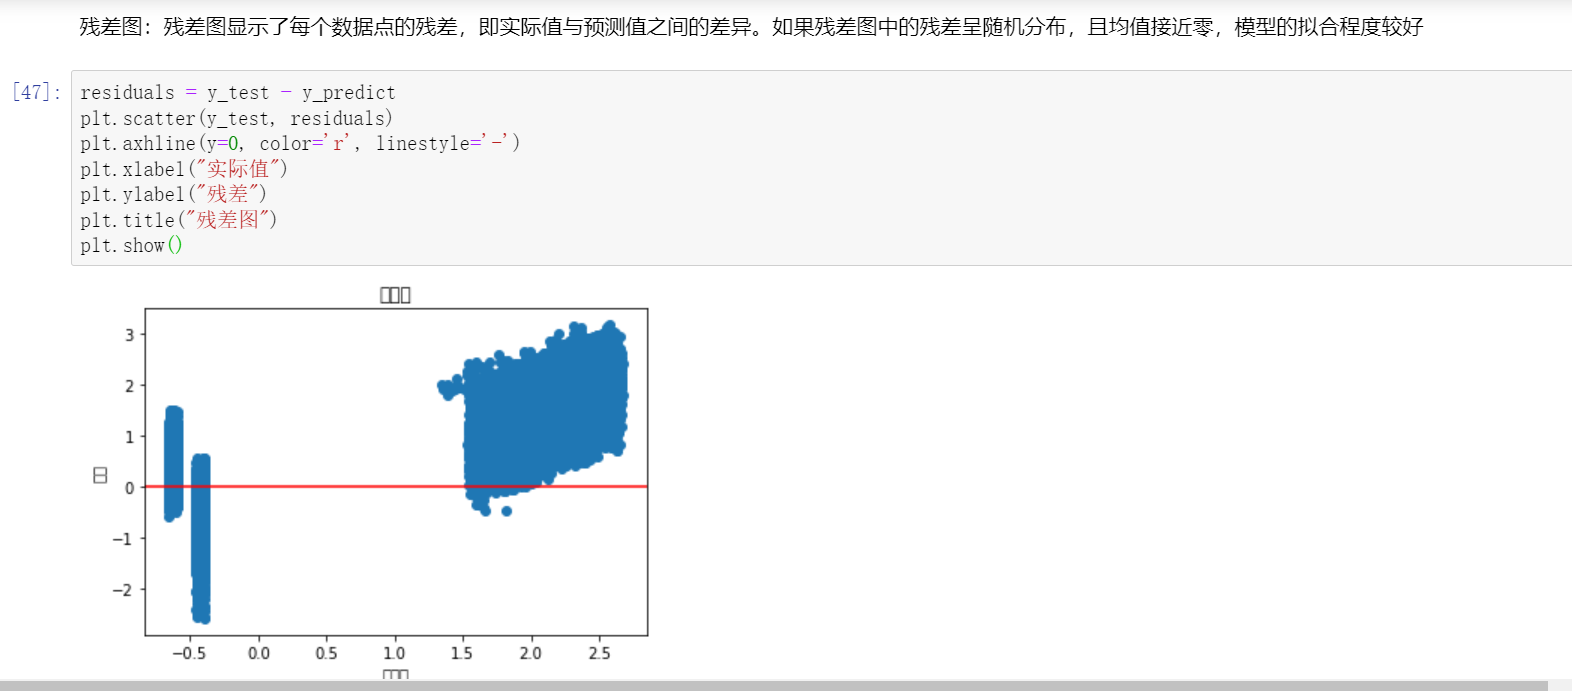 残差图：残差图显示了每个数据点的残差，即实际值与预测值之间的差异。如果残差图中的残差呈随机分布，且均值接近零，模型的拟合程度较好
[47]:
residuals = y_test - y_predict
plt.scatter(y_test, residuals)
plt.axhline(y=0, color='r', linestyle='-')
plt.xlabel("实际值")
plt.ylabel("残差")
plt.title("残差图")
plt.show()
3
2
1
0
−1
−2
−0.5 0.0 0.5 1.0 1.5 2.0 2.5